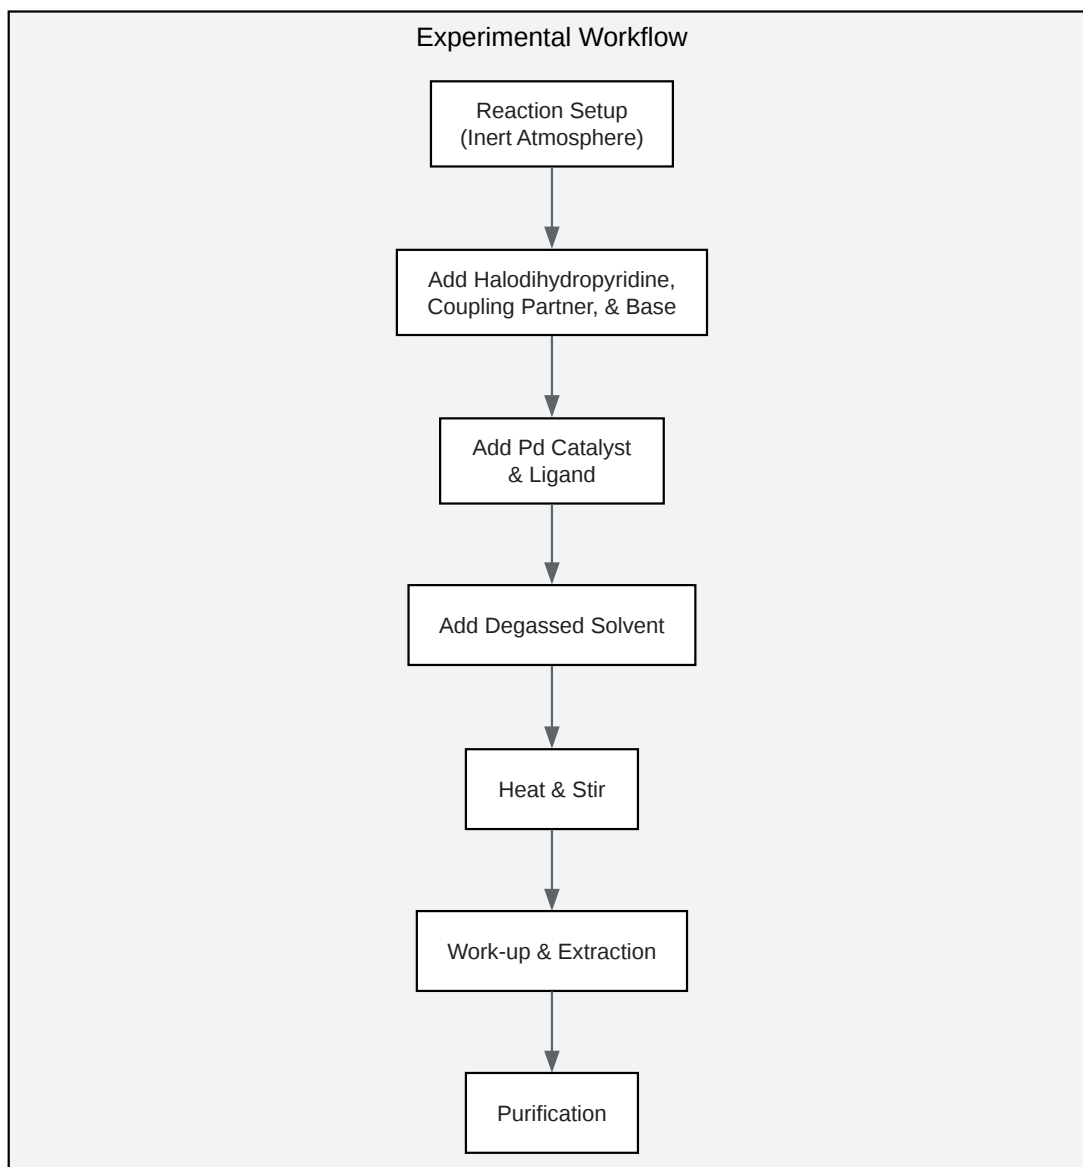 Experimental Workflow
Reaction Setup
(Inert Atmosphere)
Add Halodihydropyridine,
Coupling Partner, & Base
Add Pd Catalyst
& Ligand
Add Degassed Solvent
Heat & Stir
Work-up & Extraction
Purification